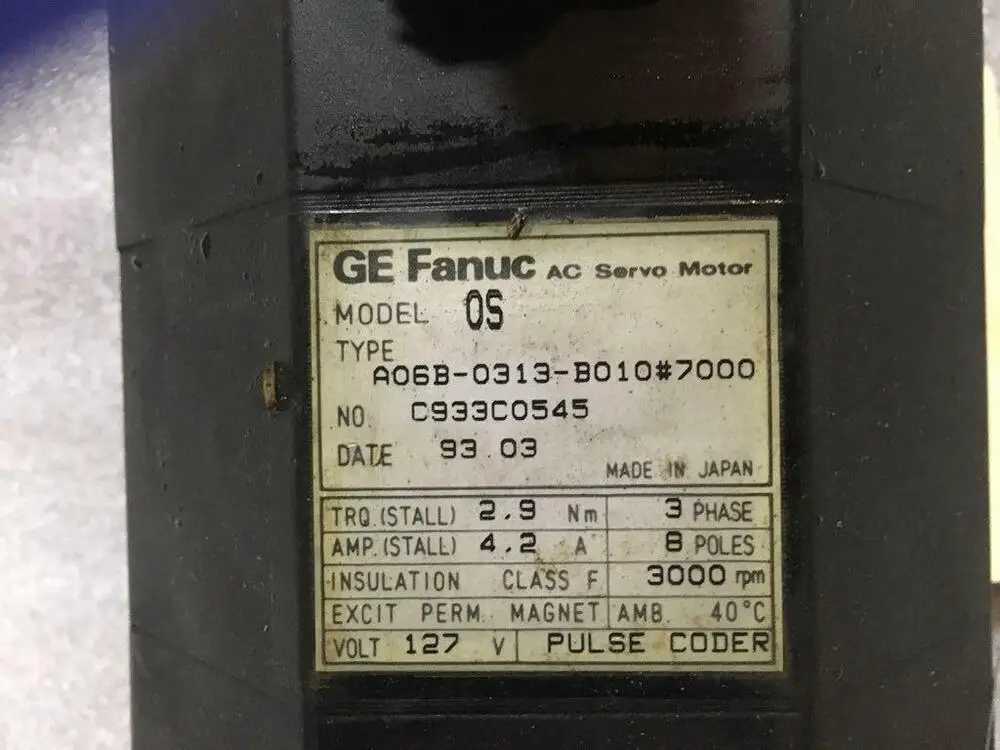 GE Fanuc AC Servo Motor
MODEL 0S
TYPE
A06B-0313-B010#7000
NO. C933C0545
DATE 93.03
MADE IN JAPAN
TRQ.(STALL) 2.9 Nm 3 PHASE
AMP.(STALL) 4.2 A 8 POLES
INSULATION CLASS F 3000 rpm
EXCIT PERM. MAGNET AMB. 40°C
VOLT 127 V PULSE CODER